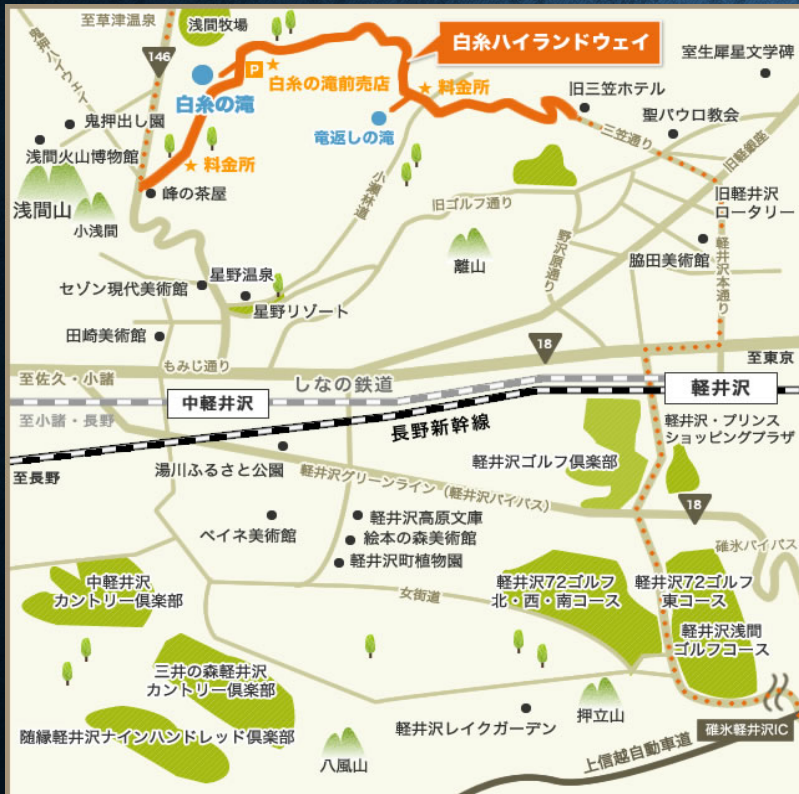 至草津温泉
浅間牧場
白糸ハイランドウェイ
鬼押ハイウェイ
146
P
白糸の滝前売店
料金所
室生犀星文学碑
白糸の滝
旧三笠ホテル
鬼押出し園
竜返しの滝
聖パウロ教会
三笠通り
浅間火山博物館
料金所
旧軽銀座
峰の茶屋
小瀬林道
旧軽井沢
ロータリー
浅間山
小浅間
旧ゴルフ通り
野沢原通り
軽井沢本通り
離山
脇田美術館
星野温泉
セゾン現代美術館
星野リゾート
田崎美術館
18
もみじ通り
至東京
至佐久・小諸
しなの鉄道
中軽井沢
軽井沢
至小諸・長野
長野新幹線
軽井沢・プリンス
ショッピングプラザ
至長野
湯川ふるさと公園
軽井沢ゴルフ倶楽部
軽井沢グリーンライン(軽井沢バイパス)
18
ペイネ美術館
軽井沢高原文庫
絵本の森美術館
軽井沢町植物園
碓氷バイパス
中軽井沢
カントリー倶楽部
女街道
軽井沢72ゴルフ
北・西・南コース
軽井沢72ゴルフ
東コース
軽井沢浅間
ゴルフコース
三井の森軽井沢
カントリー倶楽部
随縁軽井沢ナインハンドレッド倶楽部
八風山
軽井沢レイクガーデン
押立山
碓氷軽井沢IC
上信越自動車道